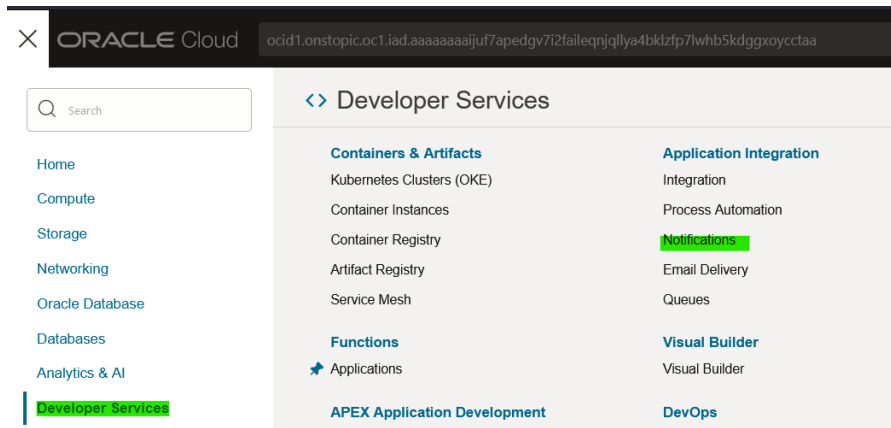 ORACLE Cloud
ocid1.onstopic.oc1.iad.aaaaaaaaijuf7apedgv7i2faileqnjqllya4bklzfp7lwhb5kdggxoycctaa
Search
Home
Compute
Storage
Networking
Oracle Database
Databases
Analytics & AI
Developer Services
<> Developer Services
Containers & Artifacts
Kubernetes Clusters (OKE)
Container Instances
Container Registry
Artifact Registry
Service Mesh
Functions
Applications
APEX Application Development
Application Integration
Integration
Process Automation
Notifications
Email Delivery
Queues
Visual Builder
Visual Builder
DevOps